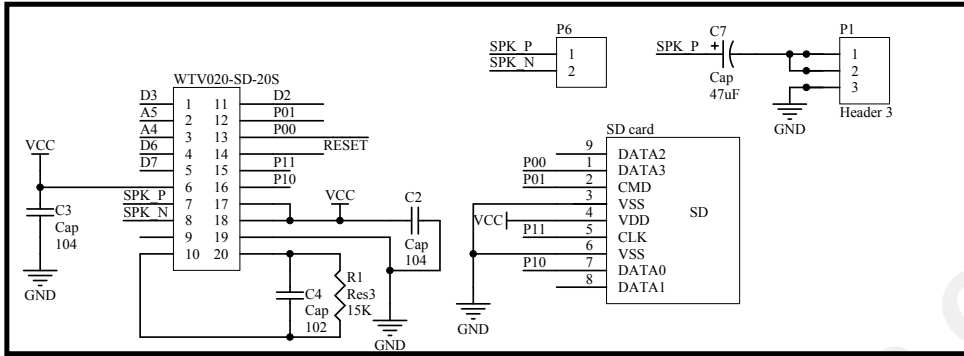 P6
SPK_P 1
SPK_N 2
C7
SPK_P +
Cap
47uF
P1
1
2
3
Header 3
GND
WTV020-SD-20S
D3 1 11 D2
A5 2 12 P01
A4 3 13 P00
RESET
D6 4 14
D7 5 15 P11
6 16 P10
SPK_P 7 17
SPK_N 8 18
9 19
10 20
VCC
C3
Cap
104
GND
VCC
C2
Cap
104
C4
Cap
102
R1
Res3
15K
GND
SD card
9 DATA2
P00 1 DATA3
P01 2 CMD
3 VSS
VCC 4 VDD
P11 5 CLK
6 VSS
P10 7 DATA0
8 DATA1
SD
GND